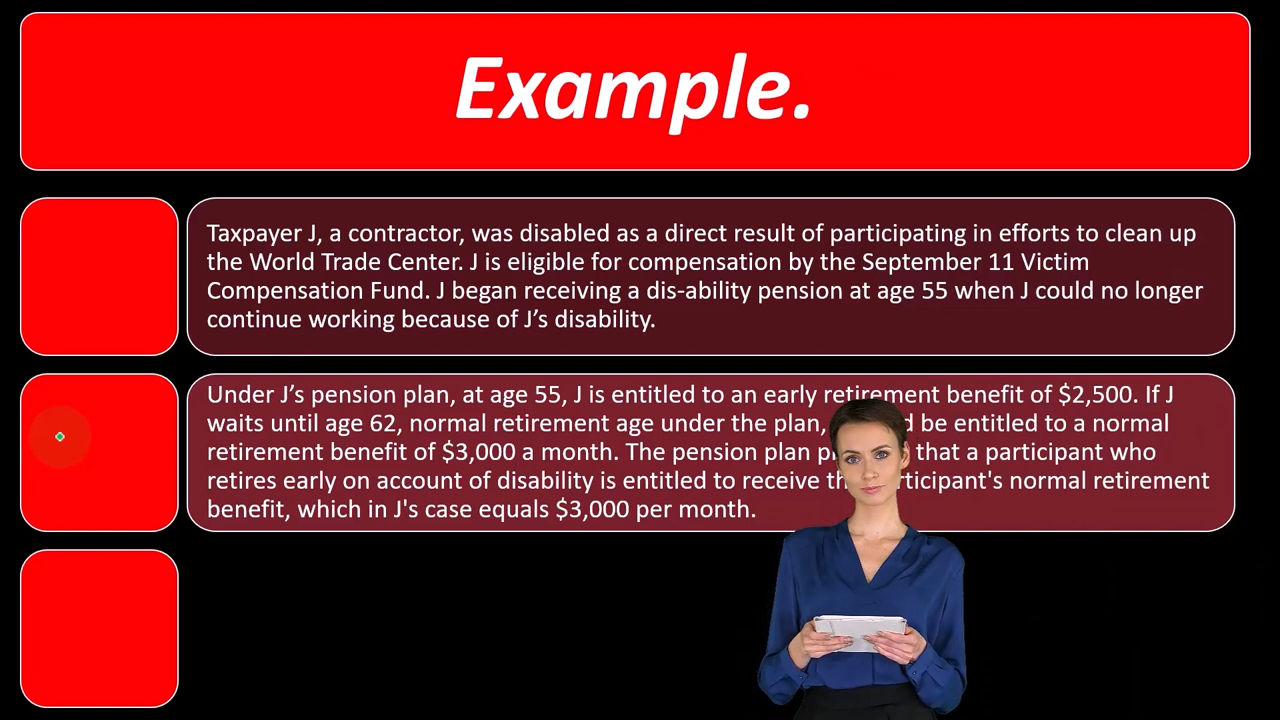 Example.
Taxpayer J, a contractor, was disabled as a direct result of participating in efforts to clean up
the World Trade Center. J is eligible for compensation by the September 11 Victim
Compensation Fund. J began receiving a dis-ability pension at age 55 when J could no longer
continue working because of J’s disability.
Under J’s pension plan, at age 55, J is entitled to an early retirement benefit of $2,500. If J
waits until age 62, normal retirement age under the plan, be entitled to a normal
retirement benefit of $3,000 a month. The pension plan that a participant who
retires early on account of disability is entitled to receive participant's normal retirement
benefit, which in J's case equals $3,000 per month.